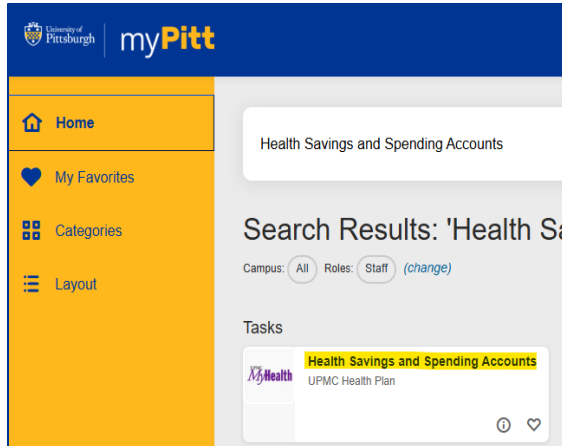 University of
Pittsburgh
myPitt
Home
My Favorites
Categories
Layout
Health Savings and Spending Accounts
Search Results: 'Health Sa
Campus: All Roles: Staff (change)
Tasks
UPMC
MyHealth
Health Savings and Spending Accounts
UPMC Health Plan